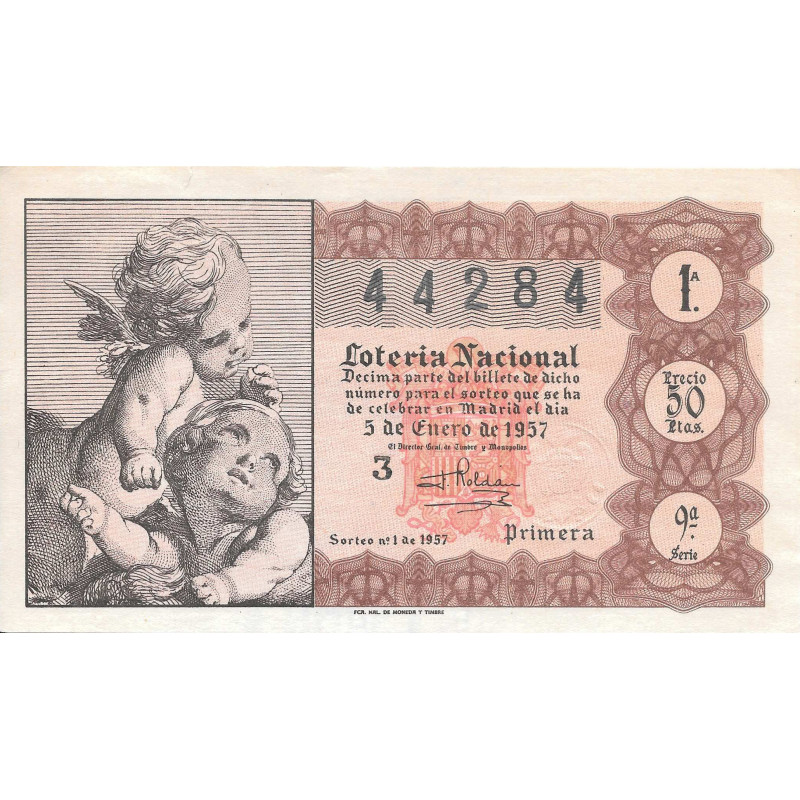 44284
1.A
Loteria Nacional
Decima parte del billete de dicho
número para el sorteo que se ha
de celebrar en Madrid el dia
5 de Enero de 1957
El Director Gral. de Timbre y Monopolios
3
F. Roldán
Sorteo nº 1 de 1957
Primera
Precio
50
Ptas.
9ª
Serie
FCA. NAL. DE MONEDA Y TIMBRE